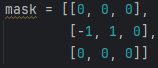 mask = [[0, 0, 0],
[-1, 1, 0],
[0, 0, 0]]